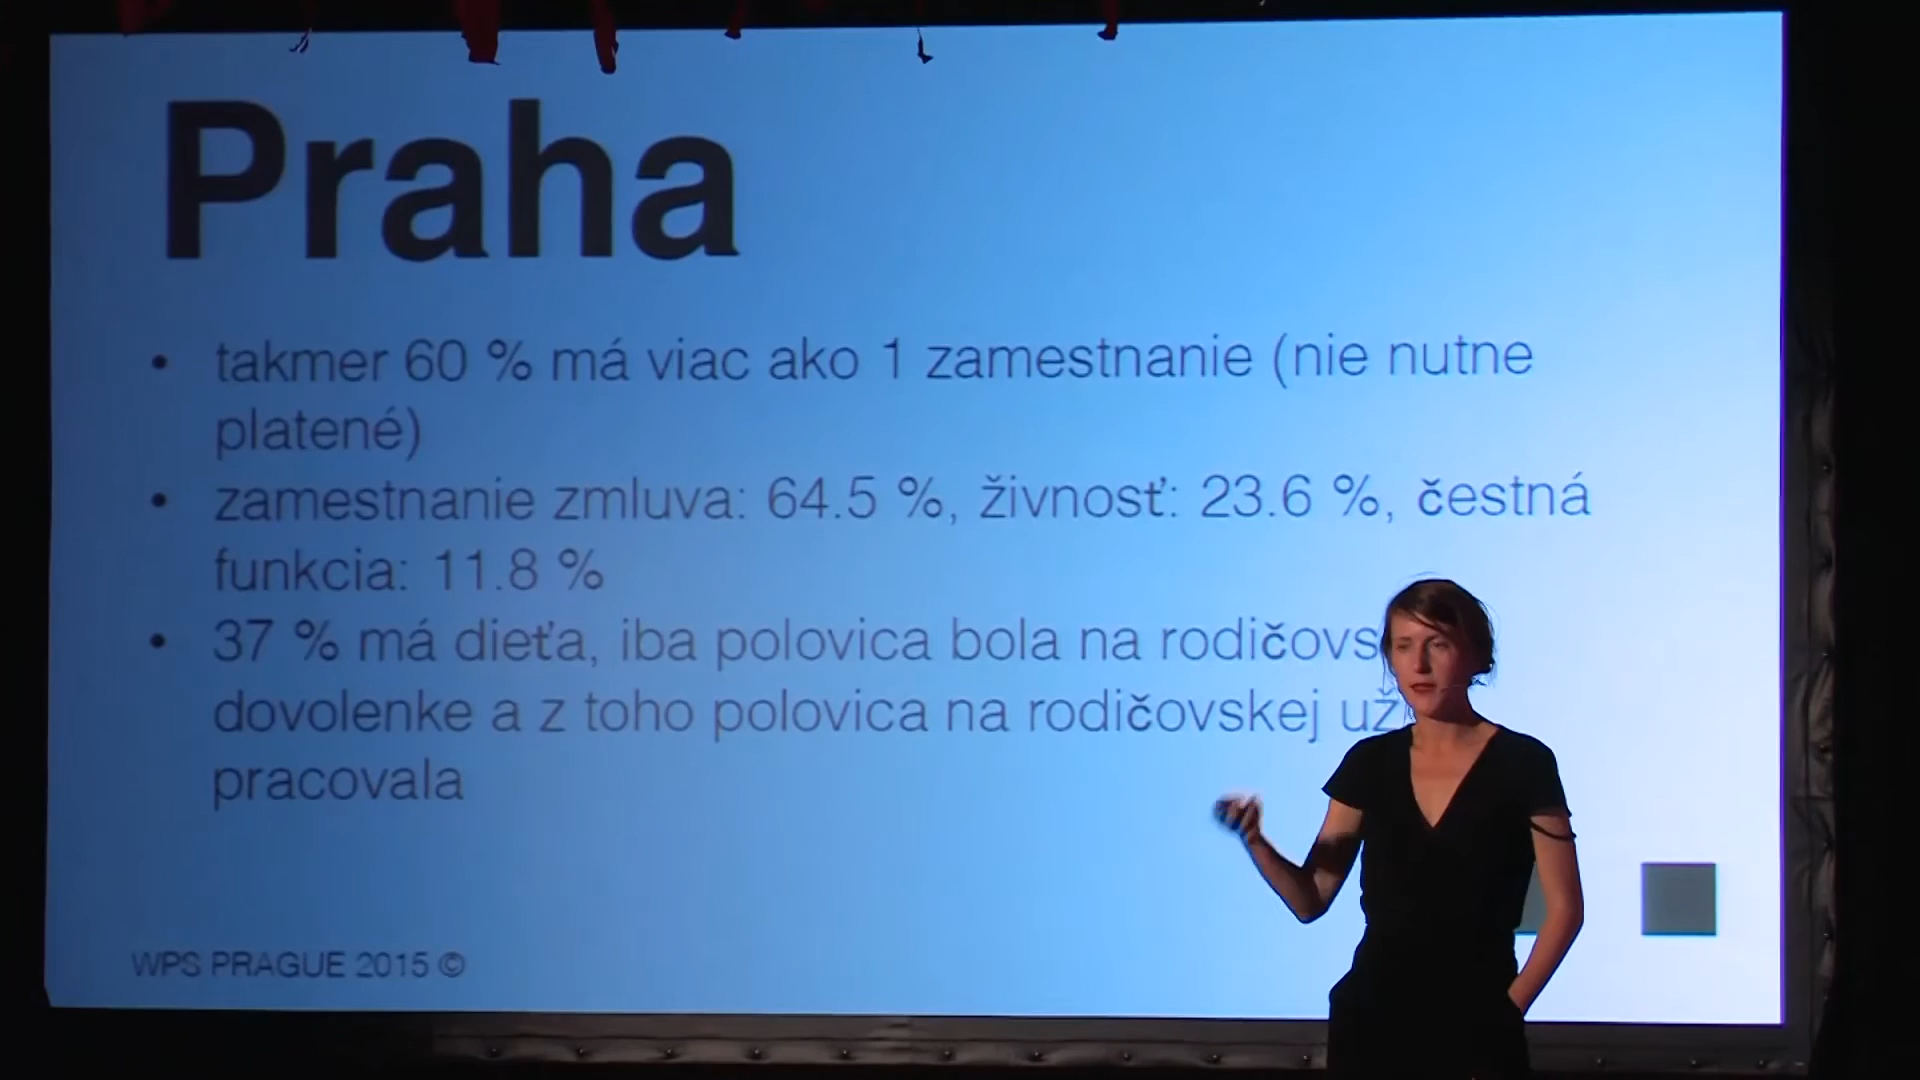 Praha
• takmer 60 % má viac ako 1 zamestnanie (nie nutne
platené)
• zamestnanie zmluva: 64.5 %, živnosť: 23.6 %, čestná
funkcia: 11.8 %
• 37 % má dieťa, iba polovica bola na rodičovs
dovolenke a z toho polovica na rodičovskej už
pracovala
WPS PRAGUE 2015 ©